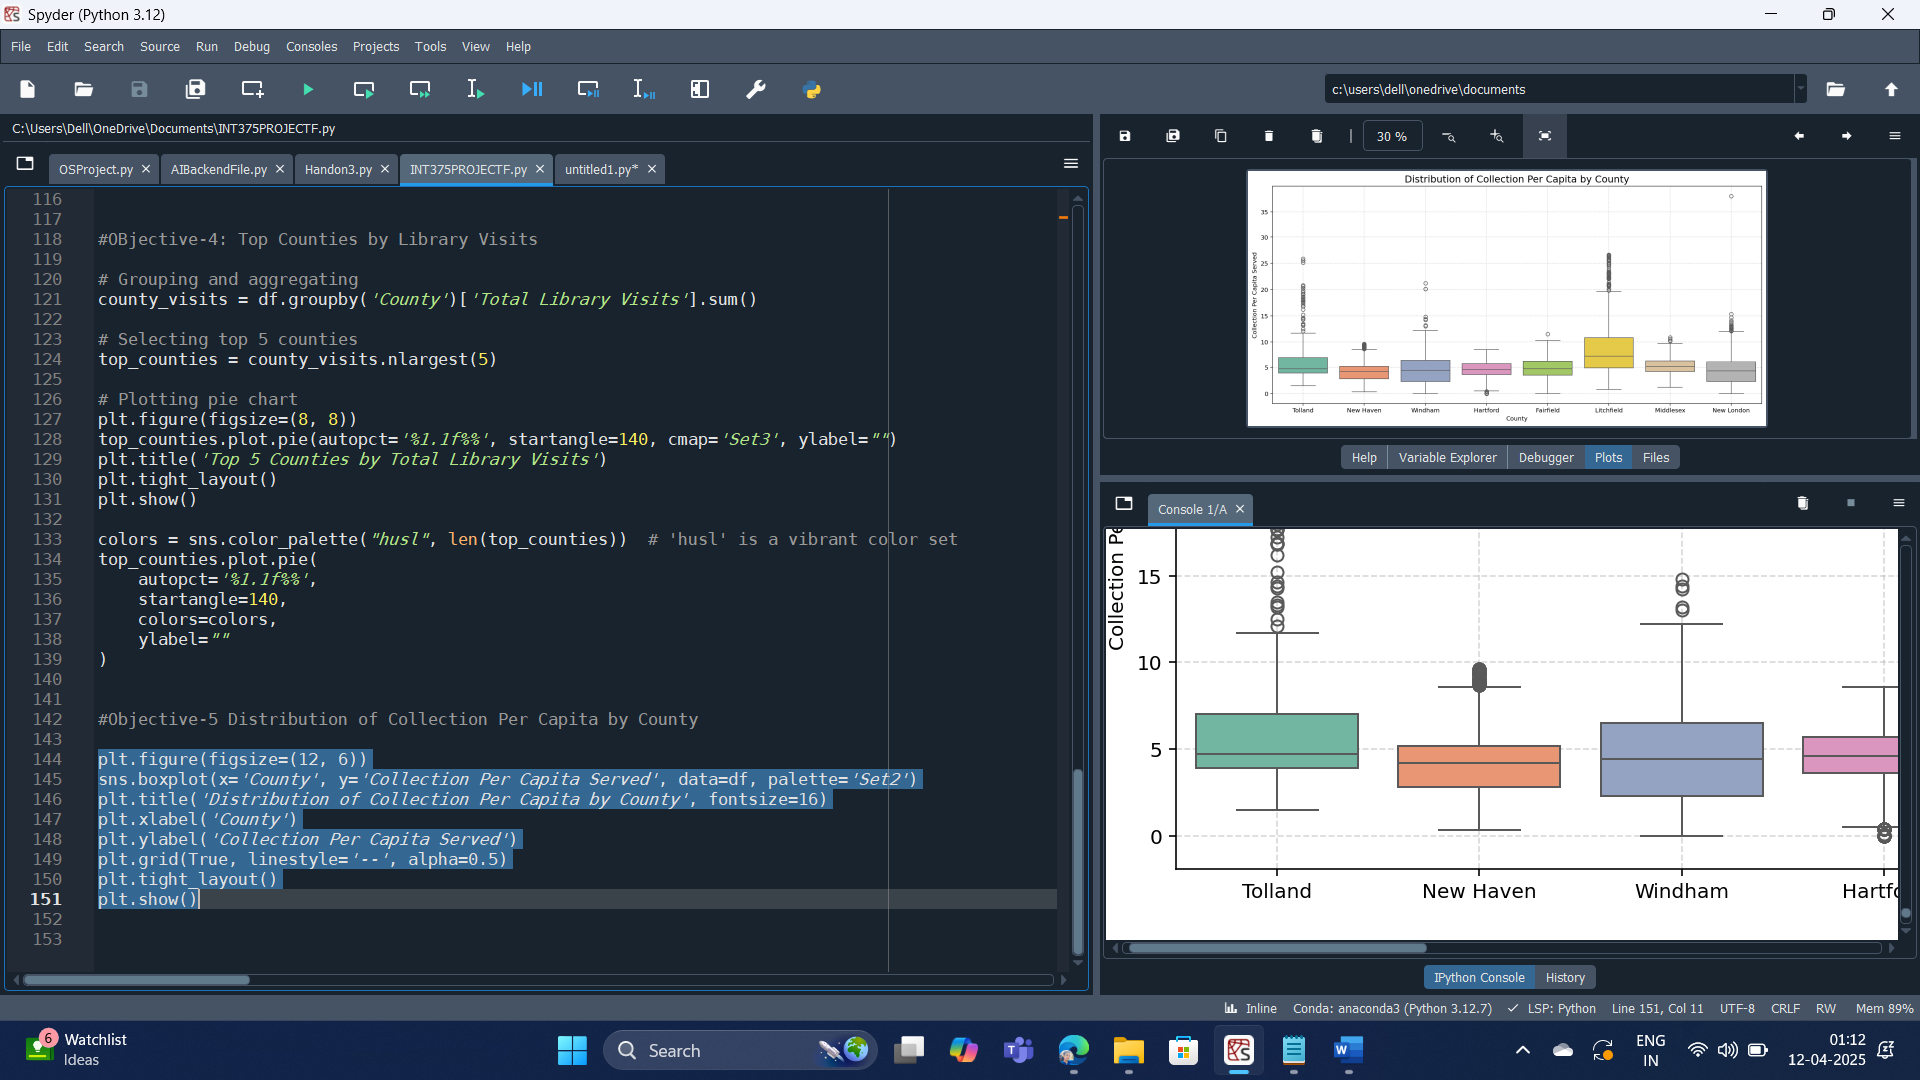 Spyder (Python 3.12)
File Edit Search Source Run Debug Consoles Projects Tools View Help
c:\users\dell\onedrive\documents
C:\Users\Dell\OneDrive\Documents\INT375PROJECTF.py
OSProject.py AIBackendFile.py Handon3.py INT375PROJECTF.py untitled1.py*
116
117
118 #OBjective-4: Top Counties by Library Visits
119
120 # Grouping and aggregating
121 county_visits = df.groupby('County')['Total Library Visits'].sum()
122
123 # Selecting top 5 counties
124 top_counties = county_visits.nlargest(5)
125
126 # Plotting pie chart
127 plt.figure(figsize=(8, 8))
128 top_counties.plot.pie(autopct='%1.1f%%', startangle=140, cmap='Set3', ylabel="")
129 plt.title('Top 5 Counties by Total Library Visits')
130 plt.tight_layout()
131 plt.show()
132
133 colors = sns.color_palette("husl", len(top_counties))  # 'husl' is a vibrant color set
134 top_counties.plot.pie(
135     autopct='%1.1f%%',
136     startangle=140,
137     colors=colors,
138     ylabel=""
139 )
140
141
142 #Objective-5 Distribution of Collection Per Capita by County
143
144 plt.figure(figsize=(12, 6))
145 sns.boxplot(x='County', y='Collection Per Capita Served', data=df, palette='Set2')
146 plt.title('Distribution of Collection Per Capita by County', fontsize=16)
147 plt.xlabel('County')
148 plt.ylabel('Collection Per Capita Served')
149 plt.grid(True, linestyle='--', alpha=0.5)
150 plt.tight_layout()
151 plt.show()
152
153
30 %
Distribution of Collection Per Capita by County
Collection Per Capita Served
35
30
25
20
15
10
5
0
Tolland New Haven Windham Hartford Fairfield Litchfield Middlesex New London
County
Help Variable Explorer Debugger Plots Files
Console 1/A
Collection Pe
15
10
5
0
Tolland New Haven Windham Hartfo
IPython Console History
Inline Conda: anaconda3 (Python 3.12.7) LSP: Python Line 151, Col 11 UTF-8 CRLF RW Mem 89%
6 Watchlist
Ideas
Search
ENG
IN
01:12
12-04-2025